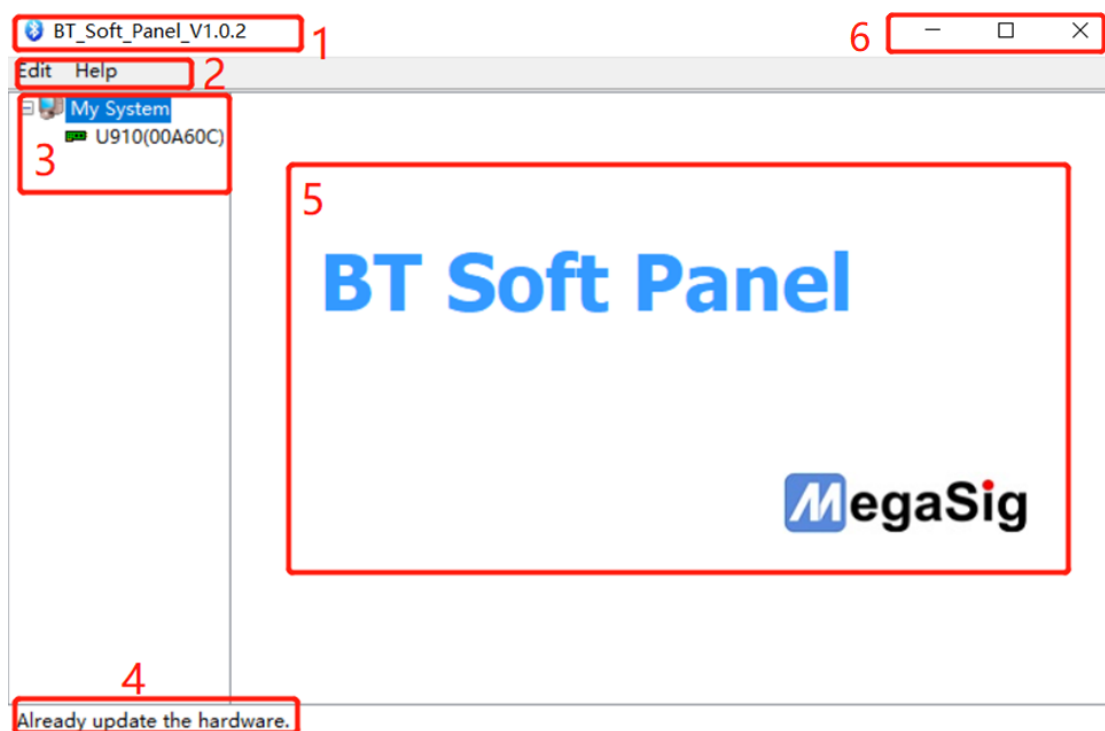 BT_Soft_Panel_V1.0.2
1
6
Edit Help
2
My System
U910(00A60C)
3
5
BT Soft Panel
MegaSig
4
Already update the hardware.